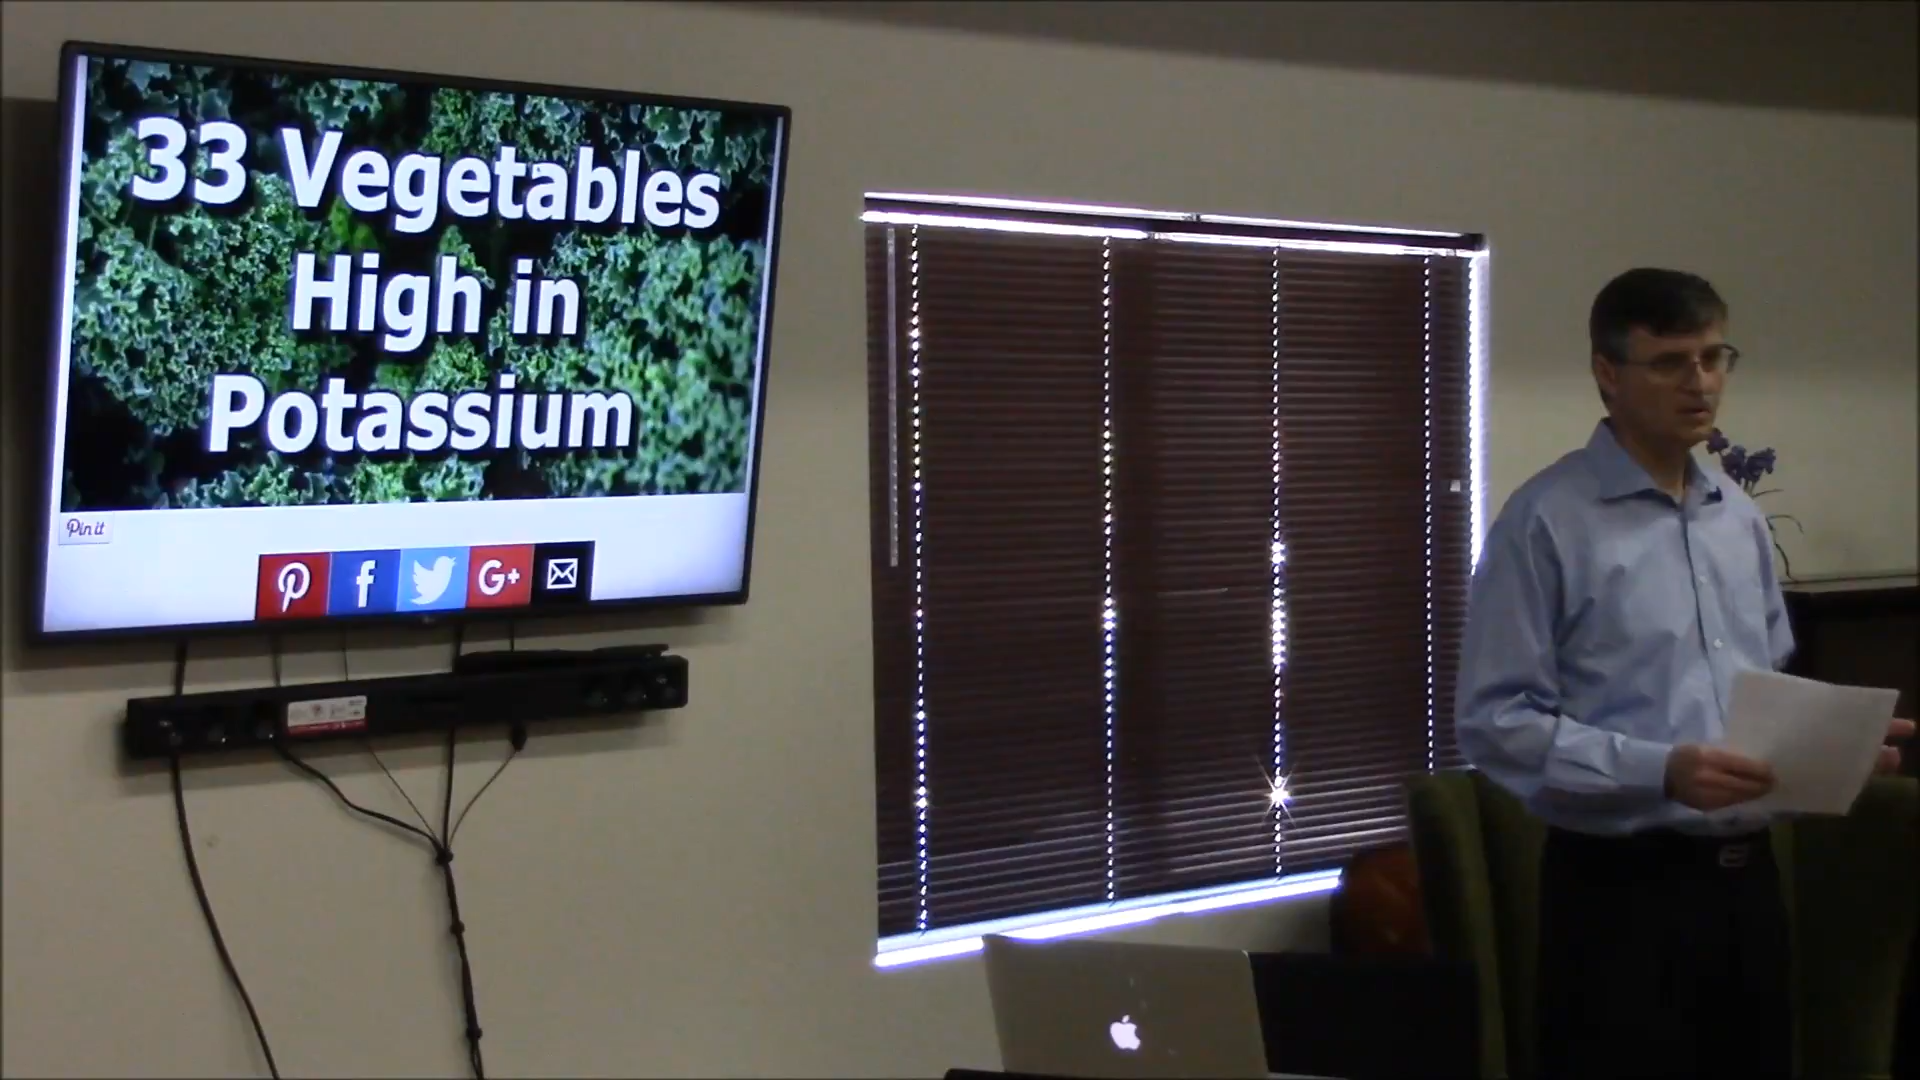 33 Vegetables
High in
Potassium
Pin it
f
G+